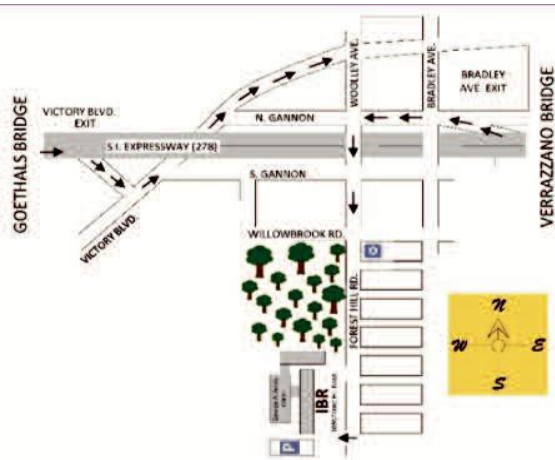 GOETHALS BRIDGE
VICTORY BLVD.
EXIT
S.I. EXPRESSWAY (278)
VICTORY BLVD.
N. GANNON
S. GANNON
WILLOWBROOK RD.
WOOLLEY AVE.
BRADLEY AVE.
BRADLEY
AVE EXIT
VERRAZZANO BRIDGE
FOREST HILL RD.
IBR
P
N
W E
S